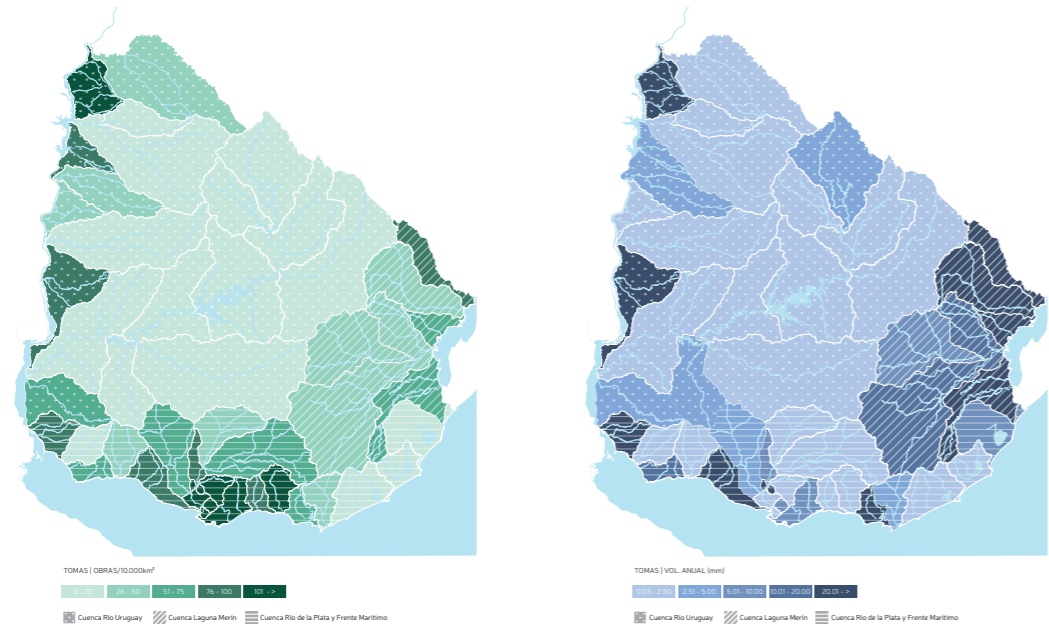 TOMAS | OBRAS/10.000km²
5 - 25 26 - 50 51 - 75 76 - 100 101 - >
Cuenca Río Uruguay Cuenca Laguna Merín Cuenca Río de la Plata y Frente Marítimo
TOMAS | VOL. ANUAL (mm)
0.03 - 2.50 2.51 - 5.00 5.01 - 10.00 10.01 - 20.00 20.01 - >
Cuenca Río Uruguay Cuenca Laguna Merín Cuenca Río de la Plata y Frente Marítimo